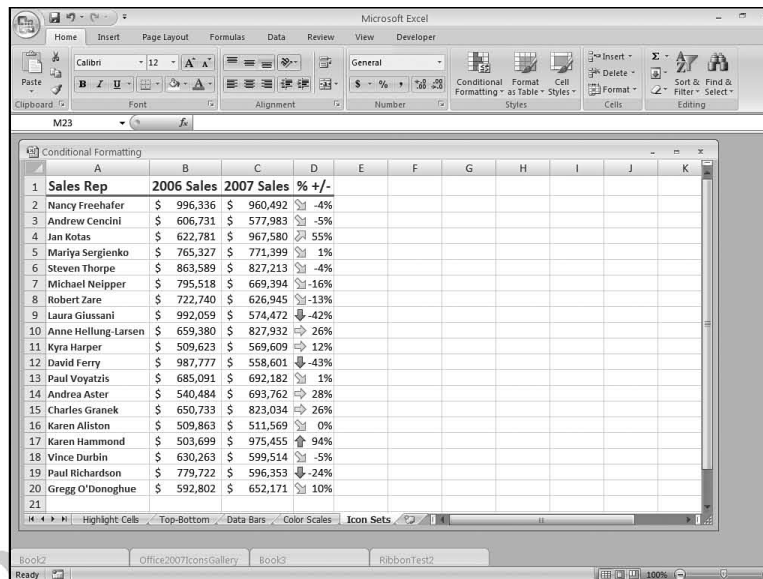 Microsoft Excel
Home Insert Page Layout Formulas Data Review View Developer
Calibri 12 A A General Insert Σ
Paste B I U A $ % , .0 .00 Conditional Formatting Format as Table Cell Styles Delete Format Sort & Filter Find & Select
Clipboard Font Alignment Number Styles Cells Editing
M23 fx
Conditional Formatting
A B C D E F G H I J K
1 Sales Rep 2006 Sales 2007 Sales % +/-
2 Nancy Freehafer $ 996,336 $ 960,492 -4%
3 Andrew Cencini $ 606,731 $ 577,983 -5%
4 Jan Kotas $ 622,781 $ 967,580 55%
5 Mariya Sergienko $ 765,327 $ 771,399 1%
6 Steven Thorpe $ 863,589 $ 827,213 -4%
7 Michael Neipper $ 795,518 $ 669,394 -16%
8 Robert Zare $ 722,740 $ 626,945 -13%
9 Laura Giussani $ 992,059 $ 574,472 -42%
10 Anne Hellung-Larsen $ 659,380 $ 827,932 26%
11 Kyra Harper $ 509,623 $ 569,609 12%
12 David Ferry $ 987,777 $ 558,601 -43%
13 Paul Voyatzis $ 685,091 $ 692,182 1%
14 Andrea Aster $ 540,484 $ 693,762 28%
15 Charles Granek $ 650,733 $ 823,034 26%
16 Karen Aliston $ 509,863 $ 511,569 0%
17 Karen Hammond $ 503,699 $ 975,455 94%
18 Vince Durbin $ 630,263 $ 599,514 -5%
19 Paul Richardson $ 779,722 $ 596,353 -24%
20 Gregg O'Donoghue $ 592,802 $ 652,171 10%
21
Highlight Cells Top-Bottom Data Bars Color Scales Icon Sets
Book2 Office2007IconsGallery Book3 RibbonTest2
Ready 100%